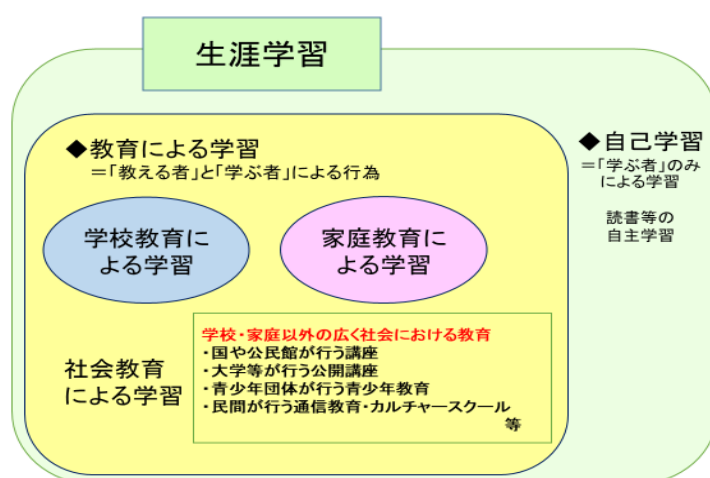 生涯学習
◆教育による学習
＝「教える者」と「学ぶ者」による行為
学校教育に
よる学習
家庭教育に
よる学習
社会教育
による学習
学校・家庭以外の広く社会における教育
・国や公民館が行う講座
・大学等が行う公開講座
・青少年団体が行う青少年教育
・民間が行う通信教育・カルチャースクール
等
◆自己学習
＝「学ぶ者」のみ
による学習
読書等の
自主学習